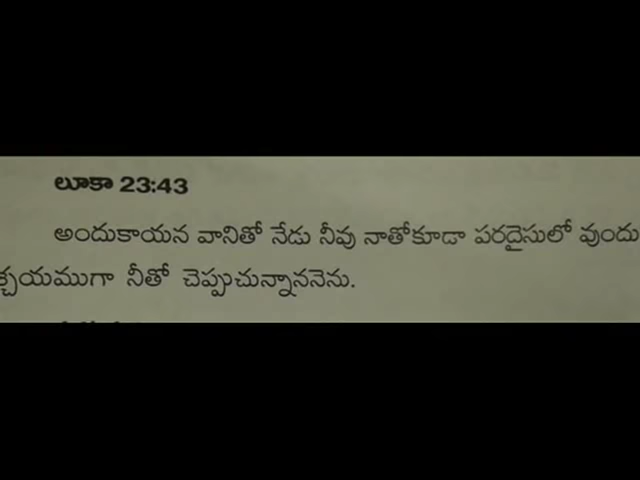 లూకా 23:43
అందుకాయన వానితో నేడు నీవు నాతోకూడా పరదైసులో వుందు
క్చయముగా నీతో చెప్పుచున్నాననెను.